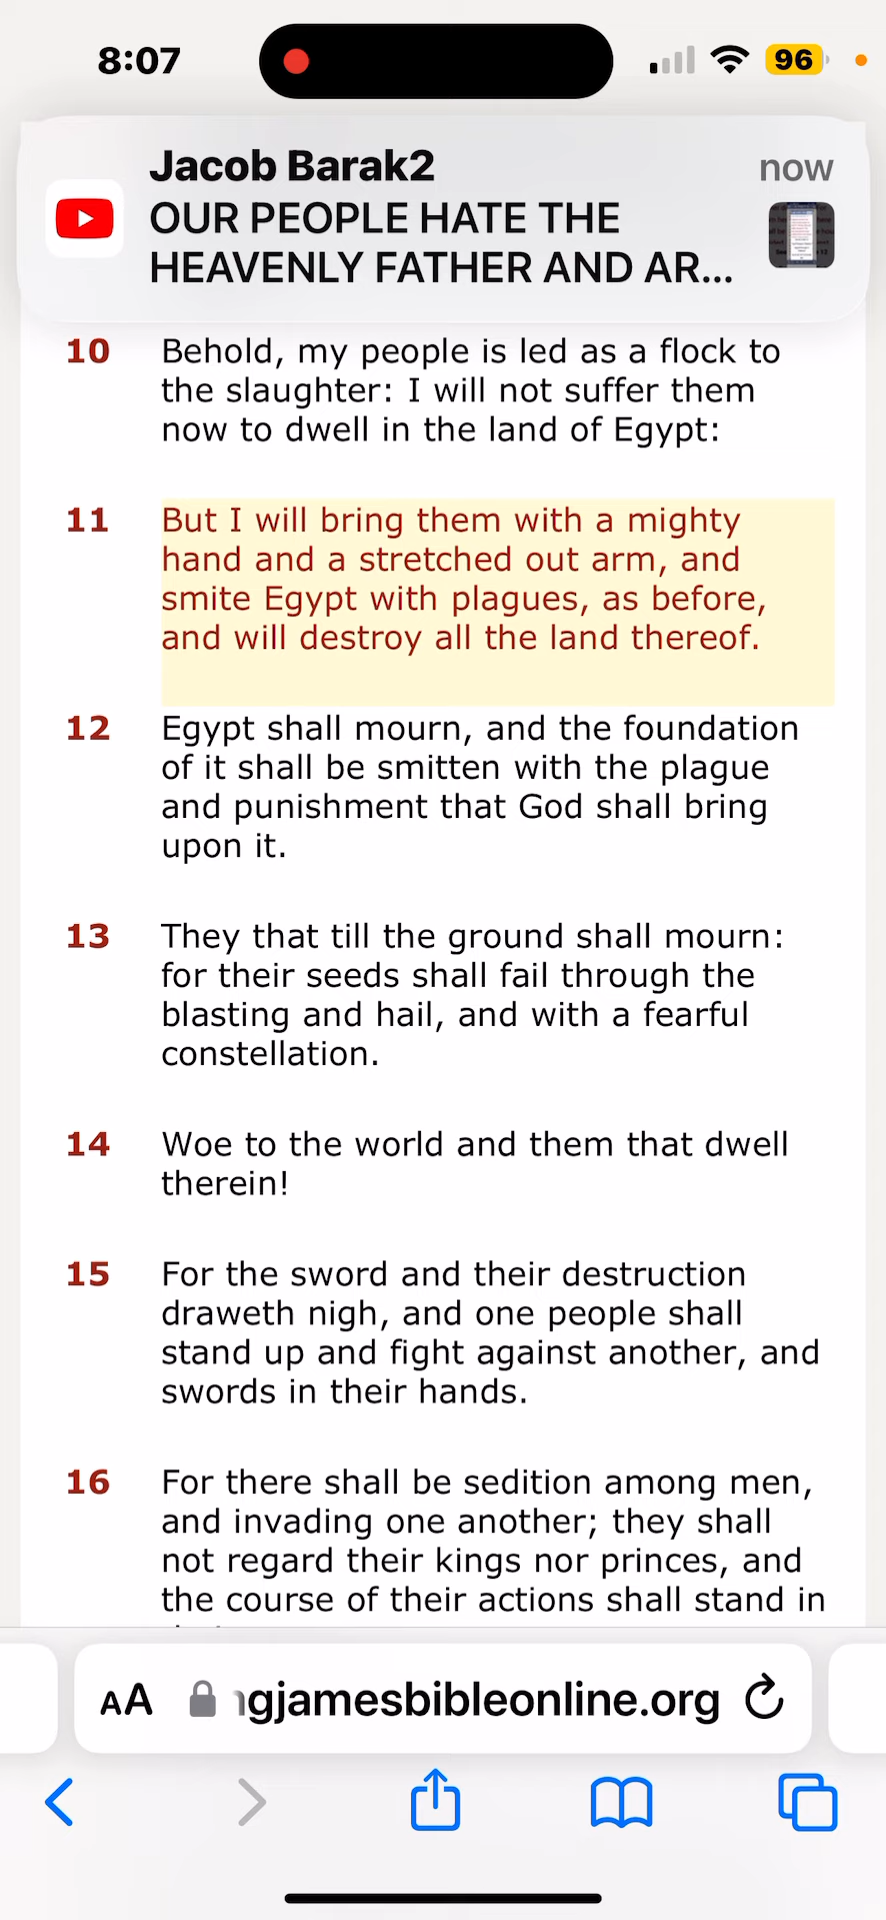 8:07
96
Jacob Barak2
now
OUR PEOPLE HATE THE
HEAVENLY FATHER AND AR...
10 Behold, my people is led as a flock to
the slaughter: I will not suffer them
now to dwell in the land of Egypt:
11 But I will bring them with a mighty
hand and a stretched out arm, and
smite Egypt with plagues, as before,
and will destroy all the land thereof.
12 Egypt shall mourn, and the foundation
of it shall be smitten with the plague
and punishment that God shall bring
upon it.
13 They that till the ground shall mourn:
for their seeds shall fail through the
blasting and hail, and with a fearful
constellation.
14 Woe to the world and them that dwell
therein!
15 For the sword and their destruction
draweth nigh, and one people shall
stand up and fight against another, and
swords in their hands.
16 For there shall be sedition among men,
and invading one another; they shall
not regard their kings nor princes, and
the course of their actions shall stand in
AA gjamesbibleonline.org